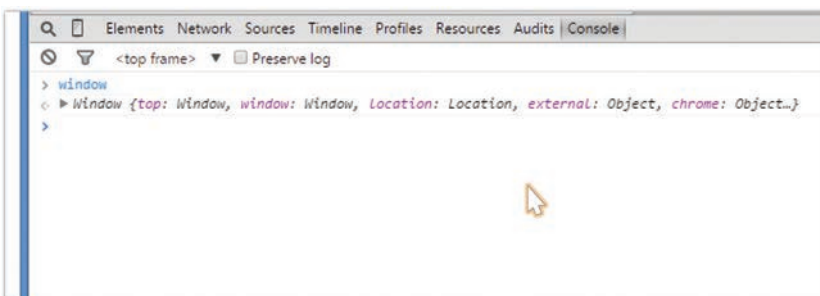 Elements Network Sources Timeline Profiles Resources Audits Console
<top frame> ▼ Preserve log
> window
Window {top: Window, window: Window, Location: Location, external: Object, chrome: Object…}
>